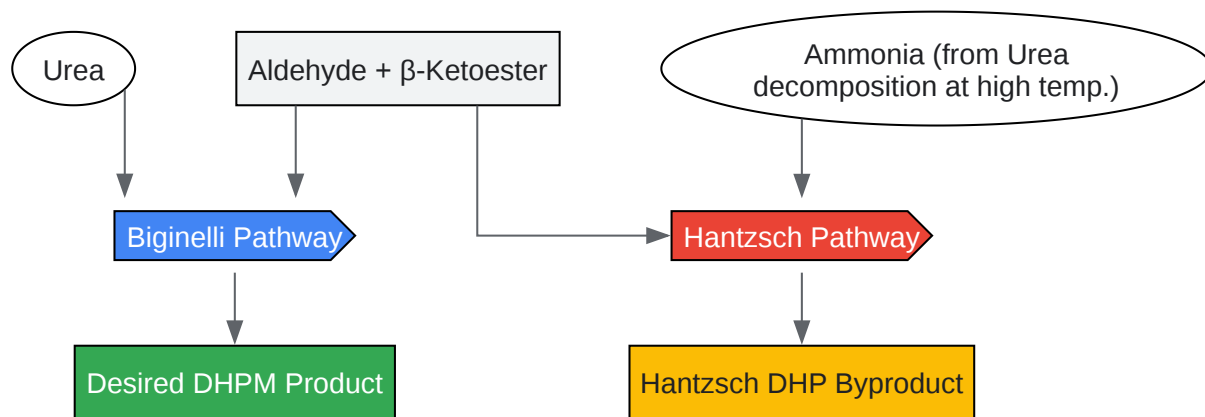 Urea
Aldehyde + β-Ketoester
Ammonia (from Urea
decomposition at high temp.)
Biginelli Pathway
Hantzsch Pathway
Desired DHPM Product
Hantzsch DHP Byproduct